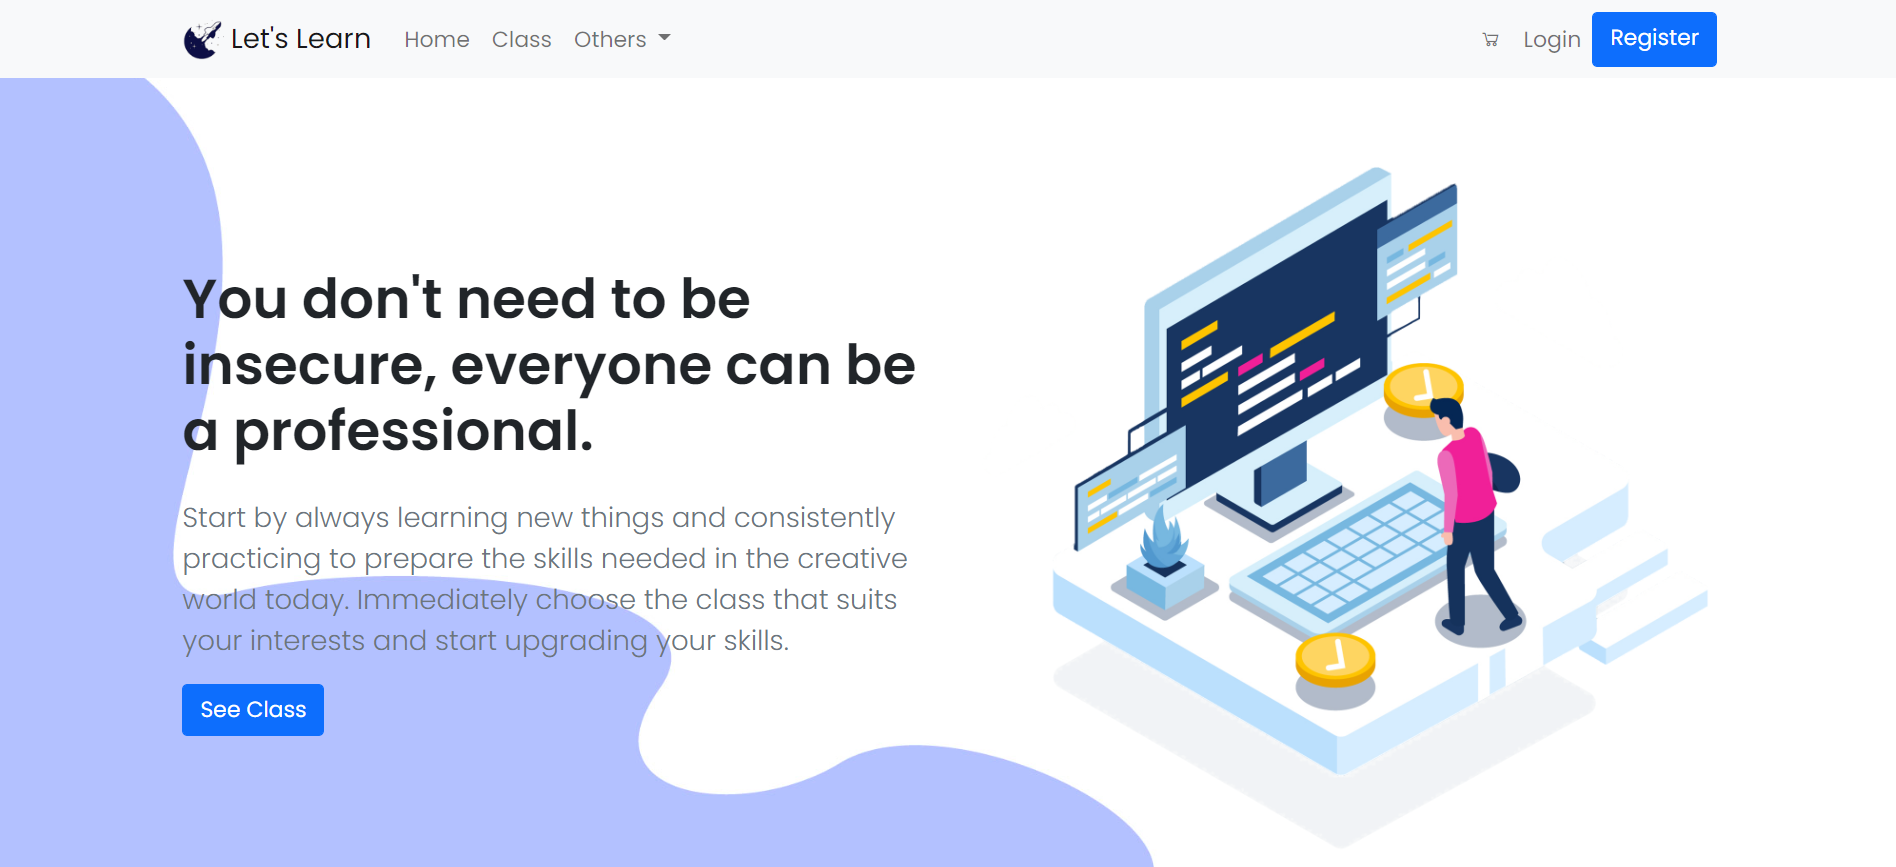 Let's Learn Home Class Others Login Register
You don't need to be
insecure, everyone can be
a professional.
Start by always learning new things and consistently
practicing to prepare the skills needed in the creative
world today. Immediately choose the class that suits
your interests and start upgrading your skills.
See Class